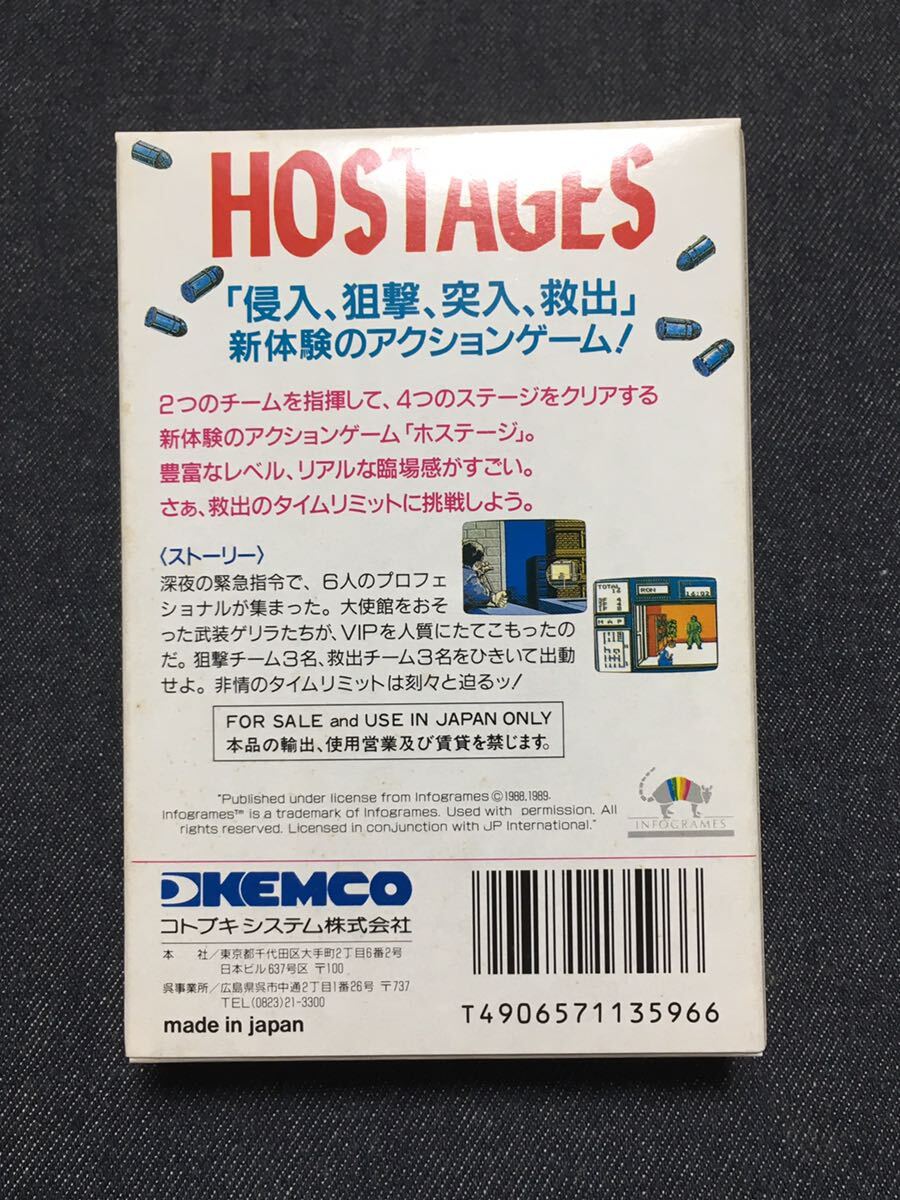 HOSTAGES
「侵入、狙撃、突入、救出」
新体験のアクションゲーム!
2つのチームを指揮して、4つのステージをクリアする
新体験のアクションゲーム「ホステージ」。
豊富なレベル、リアルな臨場感がすごい。
さぁ、救出のタイムリミットに挑戦しよう。
〈ストーリー〉
深夜の緊急指令で、6人のプロフェ
ショナルが集まった。大使館をおそ
った武装ゲリラたちが、VIPを人質にたてこもったの
だ。狙撃チーム3名、救出チーム3名をひきいて出動
せよ。非情のタイムリミットは刻々と迫るッ!
TOTAL
RON
14:02
MAP
FOR SALE and USE IN JAPAN ONLY
本品の輸出、使用営業及び賃貸を禁じます。
"Published under license from Infogrames ©1988.1989.
Infogrames™ is a trademark of Infogrames. Used with permission. All
rights reserved. Licensed in conjunction with JP International."
INFOGRAMES
KEMCO
コトブキシステム株式会社
本 社/東京都千代田区大手町2丁目6番2号
日本ビル637号区 〒100
呉事業所/広島県呉市中通2丁目1番26号 〒737
TEL(0823)21-3300
made in japan
T4906571135966